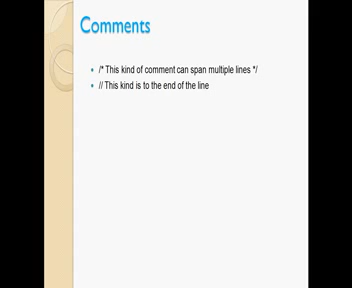 Comments
• /* This kind of comment can span multiple lines */
• // This kind is to the end of the line